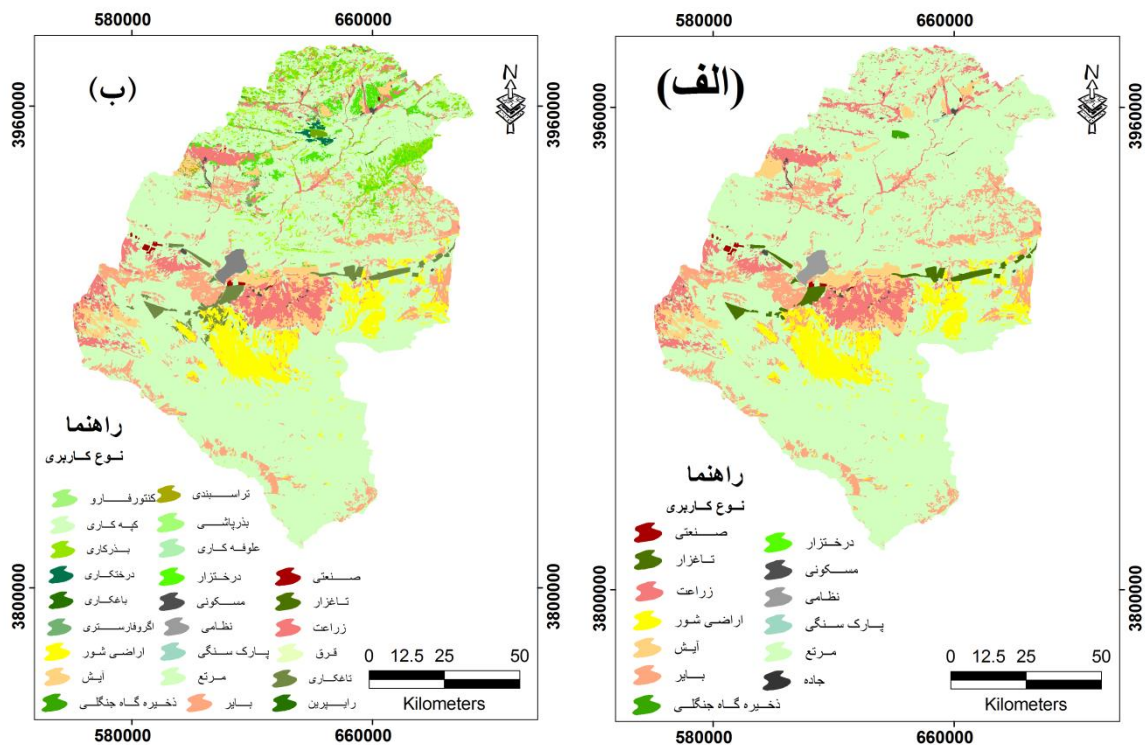 580000 660000 580000 660000
(ب) (الف)
N N
3960000 3960000 3960000
3800000 3800000 3800000
راهنما
نوع کاربری
صنعتی درختزار
تاغزار مسکونی
زراعت نظامی
اراضی شور پارک سنگی
آیش مرتع
بایر جاده
ذخیره گاه جنگلی
0 12.5 25 50
Kilometers
راهنما
نوع کاربری
کنتورفارو تراسبندی
کپه کاری بذرپاشی
بذرکاری علوفه کاری
درختکاری درختزار صنعتی
باغکاری مسکونی تاغزار
اگروفارستری نظامی زراعت
اراضی شور پارک سنگی قرق
آیش مرتع تاغکاری
ذخیره گاه جنگلی بایر رایپرین
0 12.5 25 50
Kilometers
580000 660000 580000 660000